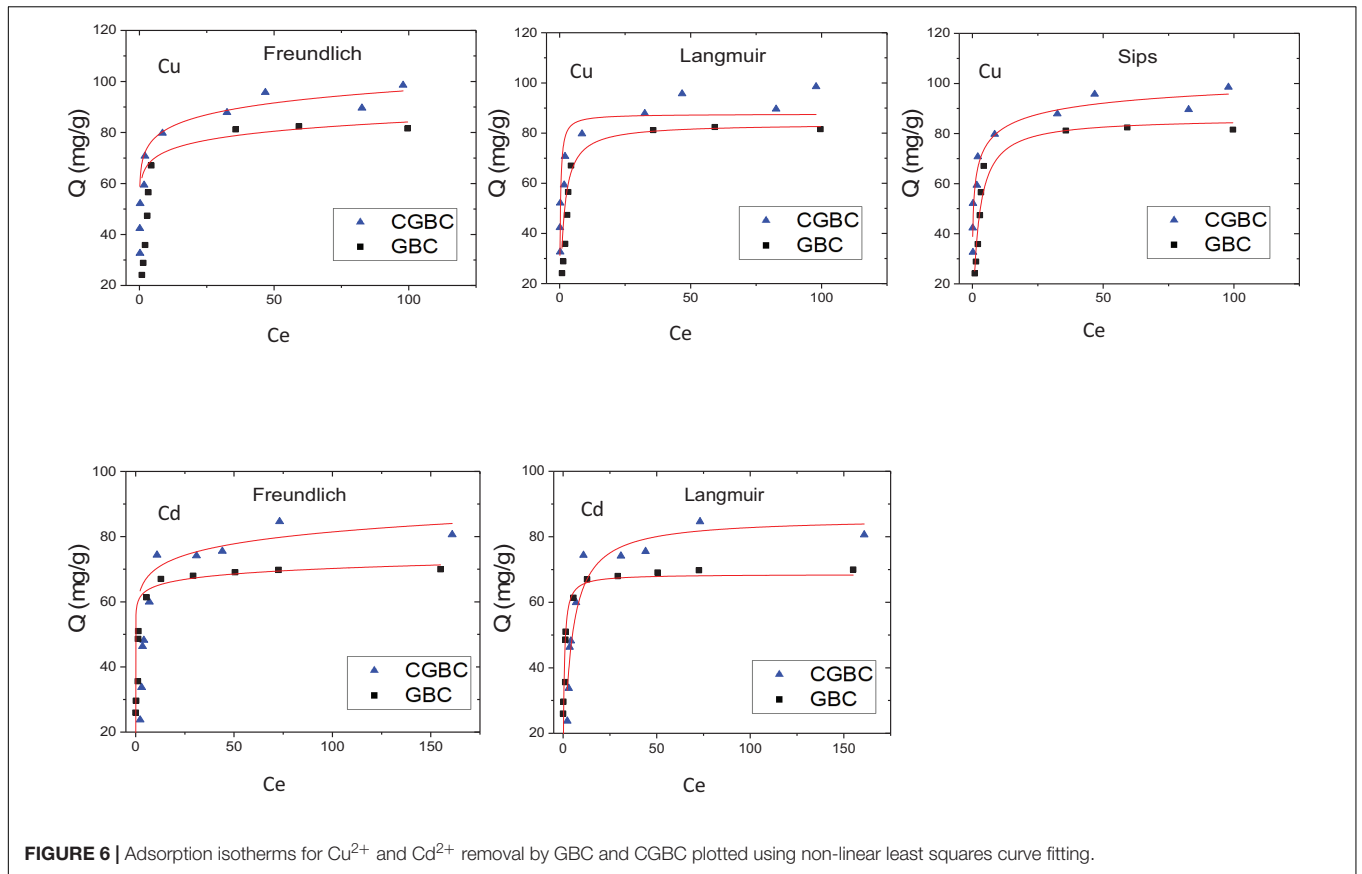 Freundlich
Cu
Q (mg/g)
120
100
80
60
40
20
0
50
100
CGBC
GBC
Ce
Langmuir
Cu
Q (mg/g)
120
100
80
60
40
20
0
50
100
CGBC
GBC
Ce
Sips
Cu
Q (mg/g)
120
100
80
60
40
20
0
50
100
CGBC
GBC
Ce
Freundlich
Cd
Q (mg/g)
100
80
60
40
20
0
50
100
150
CGBC
GBC
Ce
Langmuir
Cd
Q (mg/g)
100
80
60
40
20
0
50
100
150
CGBC
GBC
Ce
FIGURE 6 | Adsorption isotherms for Cu²⁺ and Cd²⁺ removal by GBC and CGBC plotted using non-linear least squares curve fitting.